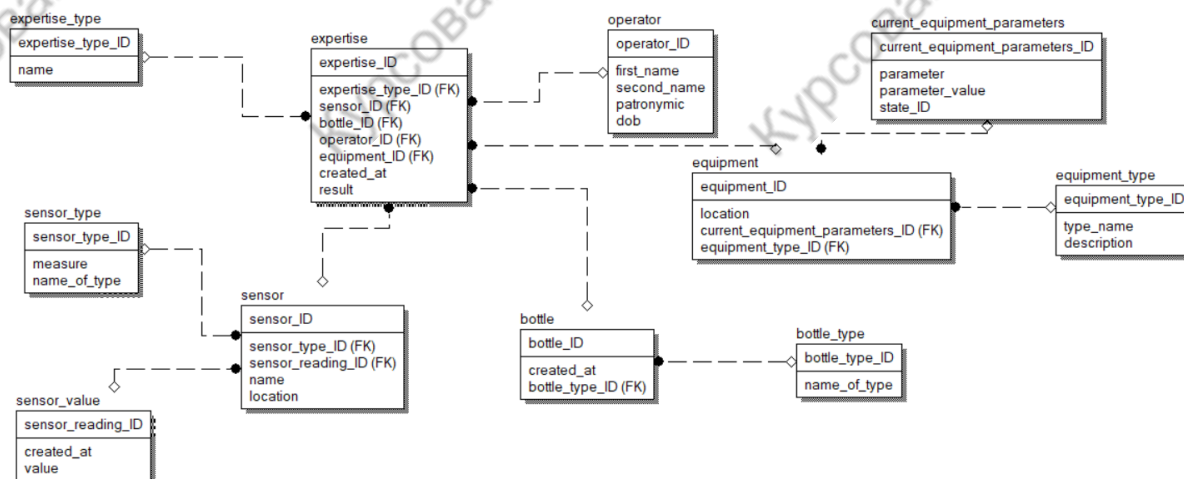 expertise_type
expertise_type_ID
name
expertise
expertise_ID
expertise_type_ID (FK)
sensor_ID (FK)
bottle_ID (FK)
operator_ID (FK)
equipment_ID (FK)
created_at
result
operator
operator_ID
first_name
second_name
patronymic
dob
current_equipment_parameters
current_equipment_parameters_ID
parameter
parameter_value
state_ID
equipment
equipment_ID
location
current_equipment_parameters_ID (FK)
equipment_type_ID (FK)
equipment_type
equipment_type_ID
type_name
description
sensor_type
sensor_type_ID
measure
name_of_type
sensor
sensor_ID
sensor_type_ID (FK)
sensor_reading_ID (FK)
name
location
bottle
bottle_ID
created_at
bottle_type_ID (FK)
bottle_type
bottle_type_ID
name_of_type
sensor_value
sensor_reading_ID
created_at
value